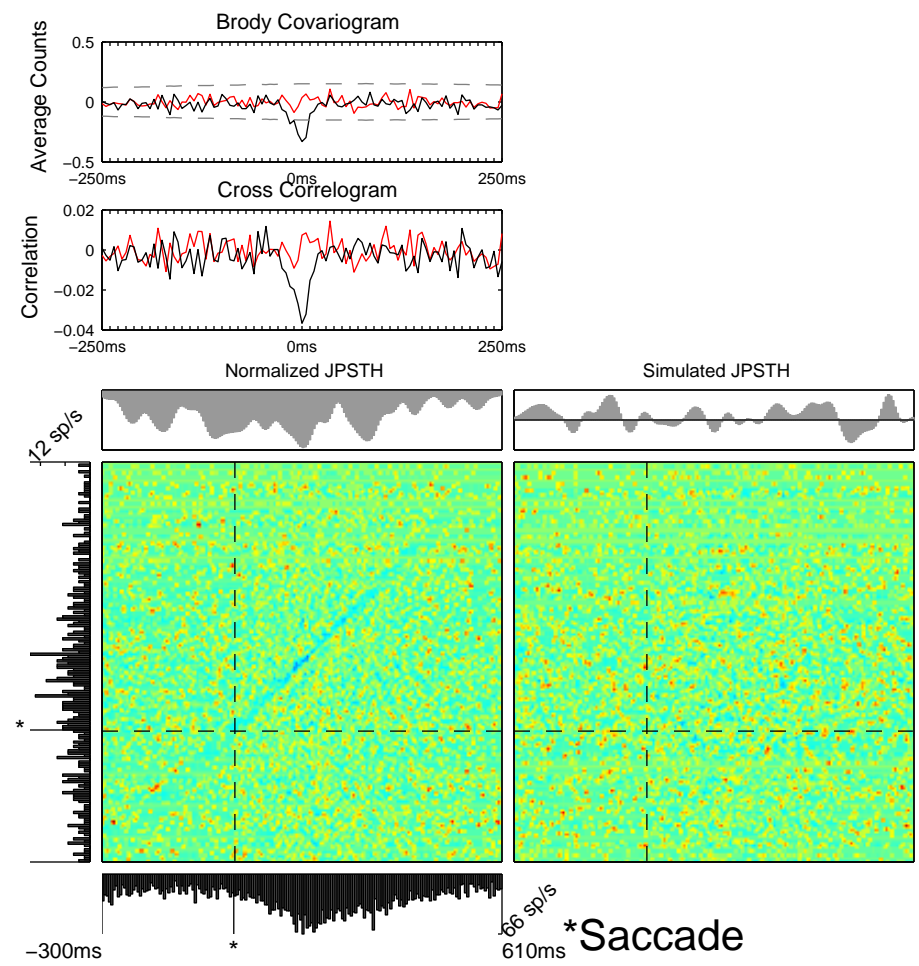 Brody Covariogram
Average Counts
0.5
0
−0.5
−250ms
0ms
250ms
Cross Correlogram
Correlation
0.02
0
−0.02
−0.04
−250ms
0ms
250ms
Normalized JPSTH
Simulated JPSTH
12 sp/s
*
66 sp/s
−300ms
*
610ms
*Saccade